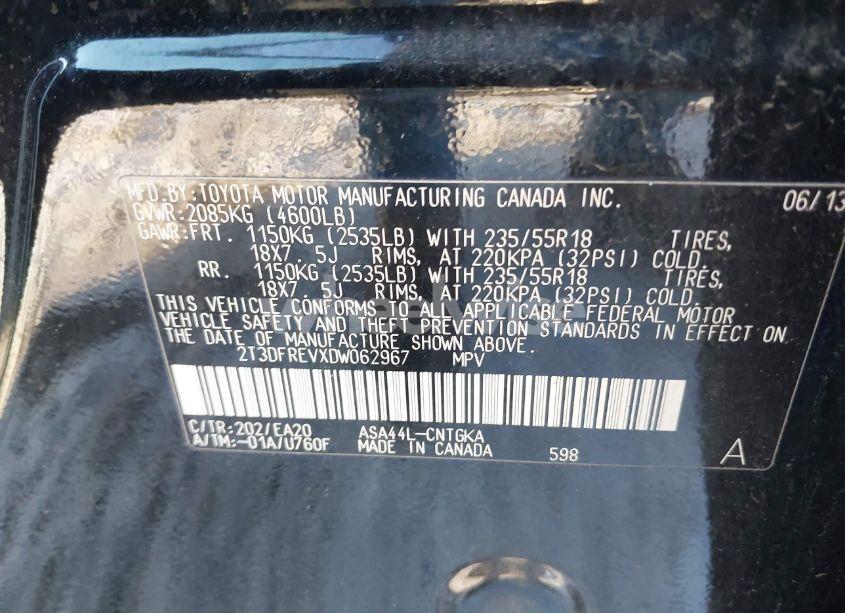 MFD.BY:TOYOTA MOTOR MANUFACTURING CANADA INC. 06/13
GVWR:2085KG (4600LB)
GAWR:FRT. 1150KG (2535LB) WITH 235/55R18 TIRES,
18X7. 5J RIMS, AT 220KPA (32PSI) COLD.
RR. 1150KG (2535LB) WITH 235/55R18 TIRES,
18X7. 5J RIMS, AT 220KPA (32PSI) COLD.
THIS VEHICLE CONFORMS TO ALL APPLICABLE FEDERAL MOTOR
VEHICLE SAFETY AND THEFT PREVENTION STANDARDS IN EFFECT ON
THE DATE OF MANUFACTURE SHOWN ABOVE.
2T3DFREVXDW062967 MPV
C/TR:202/EA20 ASA44L-CNTGKA
A/TM:-01A/U760F MADE IN CANADA 598 A